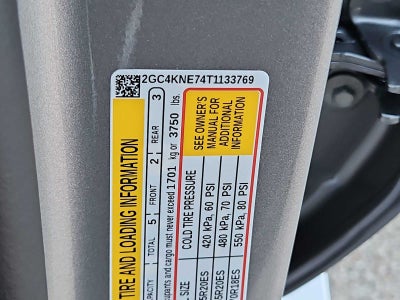 2GC4KNE74T1133769
TIRE AND LOADING INFORMATION
CAPACITY TOTAL 5 FRONT 2 REAR 3
and cargo must never exceed 1701 kg or 3750 lbs.
SIZE COLD TIRE PRESSURE
420 kPa, 60 PSI
480 kPa, 70 PSI
550 kPa, 80 PSI
SEE OWNER'S
MANUAL FOR
ADDITIONAL
INFORMATION